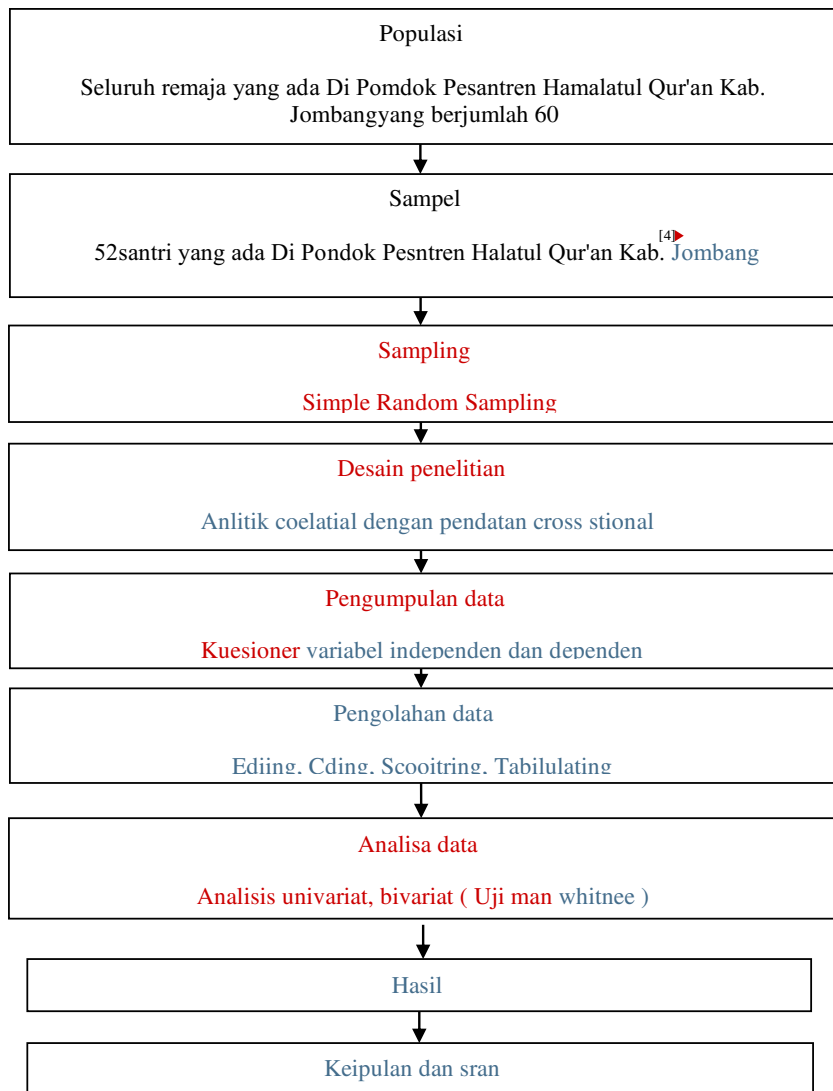 Populasi
Seluruh remaja yang ada Di Pomdok Pesantren Hamalatul Qur'an Kab.
Jombangyang berjumlah 60
Sampel
52santri yang ada Di Pondok Pesntren Halatul Qur'an Kab. [4] Jombang
Sampling
Simple Random Sampling
Desain penelitian
Anlitik coelatial dengan pendatan cross stional
Pengumpulan data
Kuesioner variabel independen dan dependen
Pengolahan data
Ediing, Cding, Scooitring, Tabilulating
Analisa data
Analisis univariat, bivariat ( Uji man whitnee )
Hasil
Keipulan dan sran